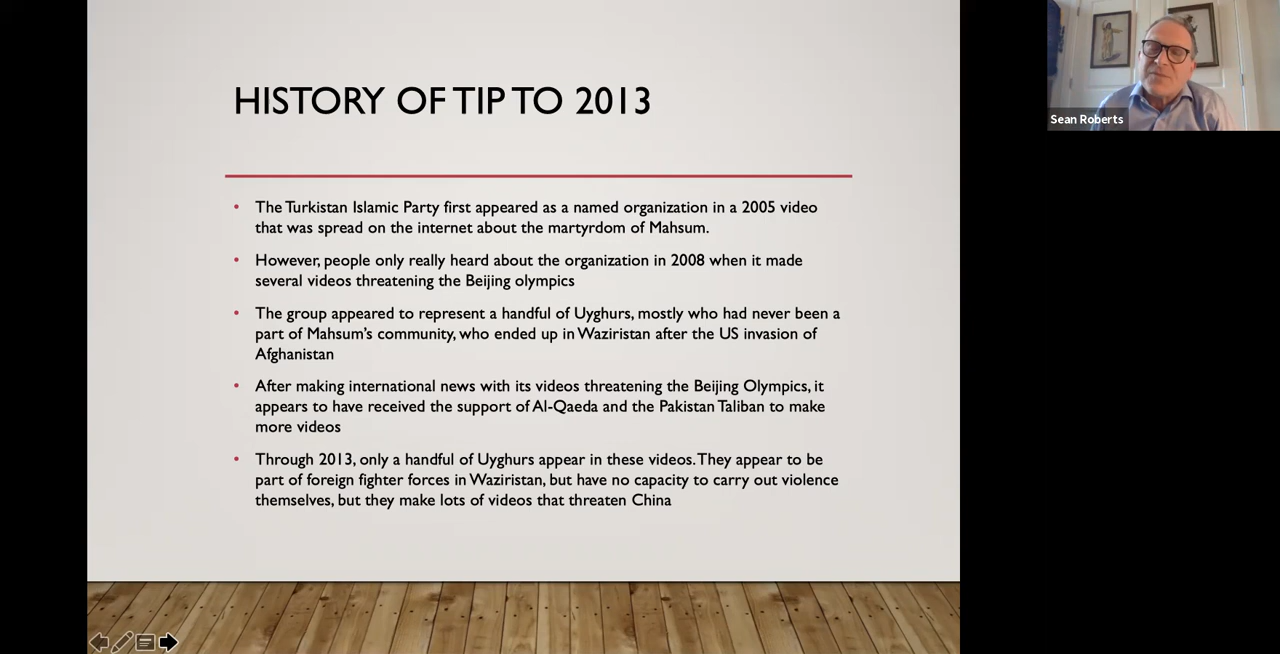 HISTORY OF TIP TO 2013
The Turkistan Islamic Party first appeared as a named organization in a 2005 video
that was spread on the internet about the martyrdom of Mahsum.
However, people only really heard about the organization in 2008 when it made
several videos threatening the Beijing olympics
The group appeared to represent a handful of Uyghurs, mostly who had never been a
part of Mahsum's community, who ended up in Waziristan after the US invasion of
Afghanistan
After making international news with its videos threatening the Beijing Olympics, it
appears to have received the support of Al-Qaeda and the Pakistan Taliban to make
more videos
Through 2013, only a handful of Uyghurs appear in these videos. They appear to be
part of foreign fighter forces in Waziristan, but have no capacity to carry out violence
themselves, but they make lots of videos that threaten China
Sean Roberts